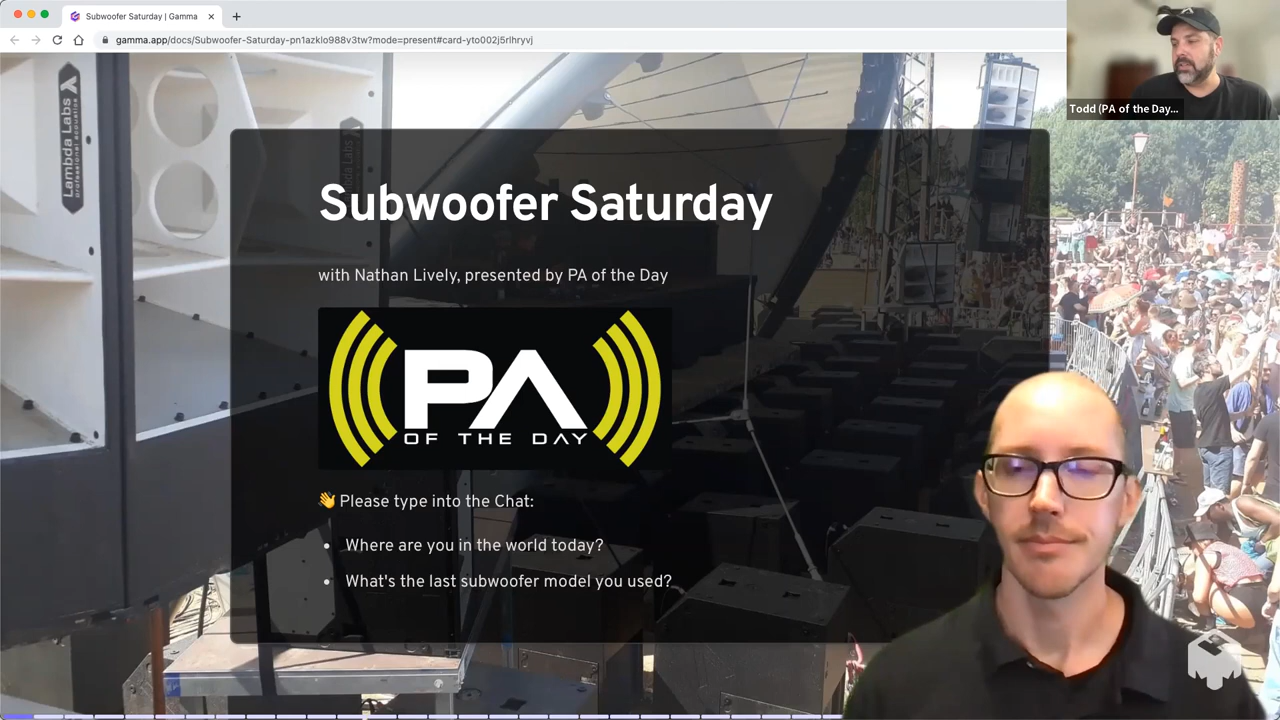 Subwoofer Saturday | Gamma
gamma.app/docs/Subwoofer-Saturday-pn1azklo988v3tw?mode=present#card-yto002j5rlhryvj
Todd (PA of the Day...
Lambda Labs
professional acoustics
Subwoofer Saturday
with Nathan Lively, presented by PA of the Day
PA
OF THE DAY
👋 Please type into the Chat:
• Where are you in the world today?
• What's the last subwoofer model you used?